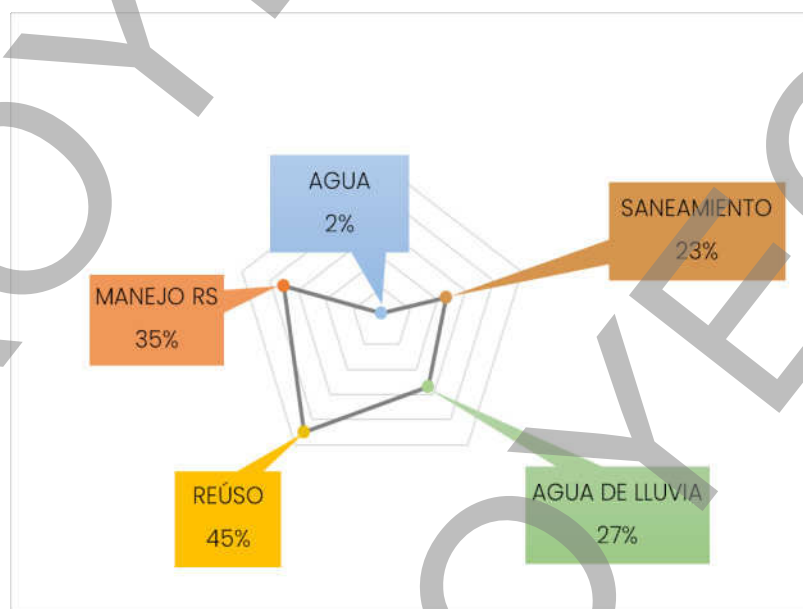 AGUA
2%
SANEAMIENTO
23%
MANEJO RS
35%
REÚSO
45%
AGUA DE LLUVIA
27%